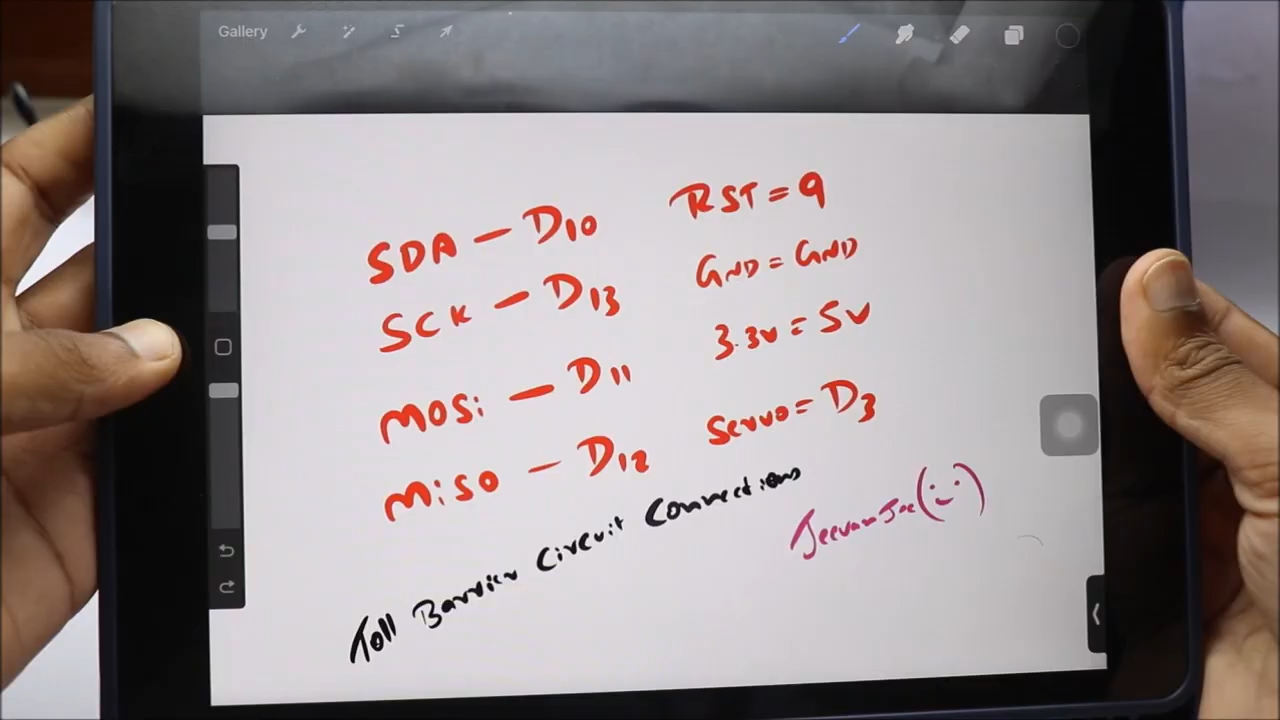 Gallery
SDA - D10
SCK - D13
MOSi - D11
MiSO - D12
RST = 9
GND = GND
3.3v = 5v
Servo = D3
Toll Barrier Circuit Connections
JeevanJee